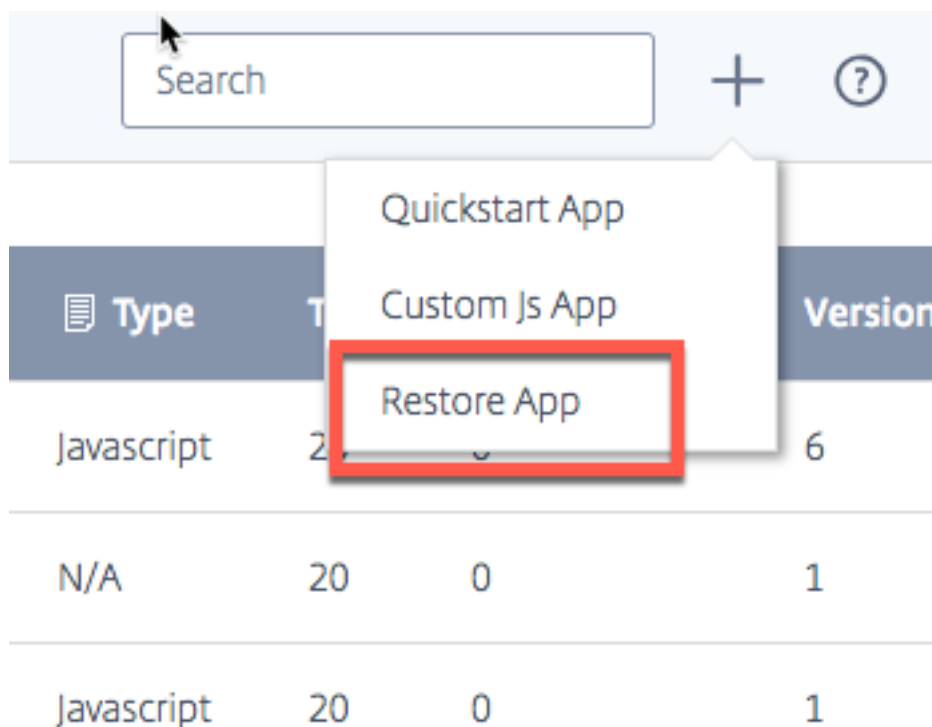 Search
?
Quickstart App
Custom Js App
Restore App
Type Version
Javascript 6
N/A 20 0 1
Javascript 20 0 1